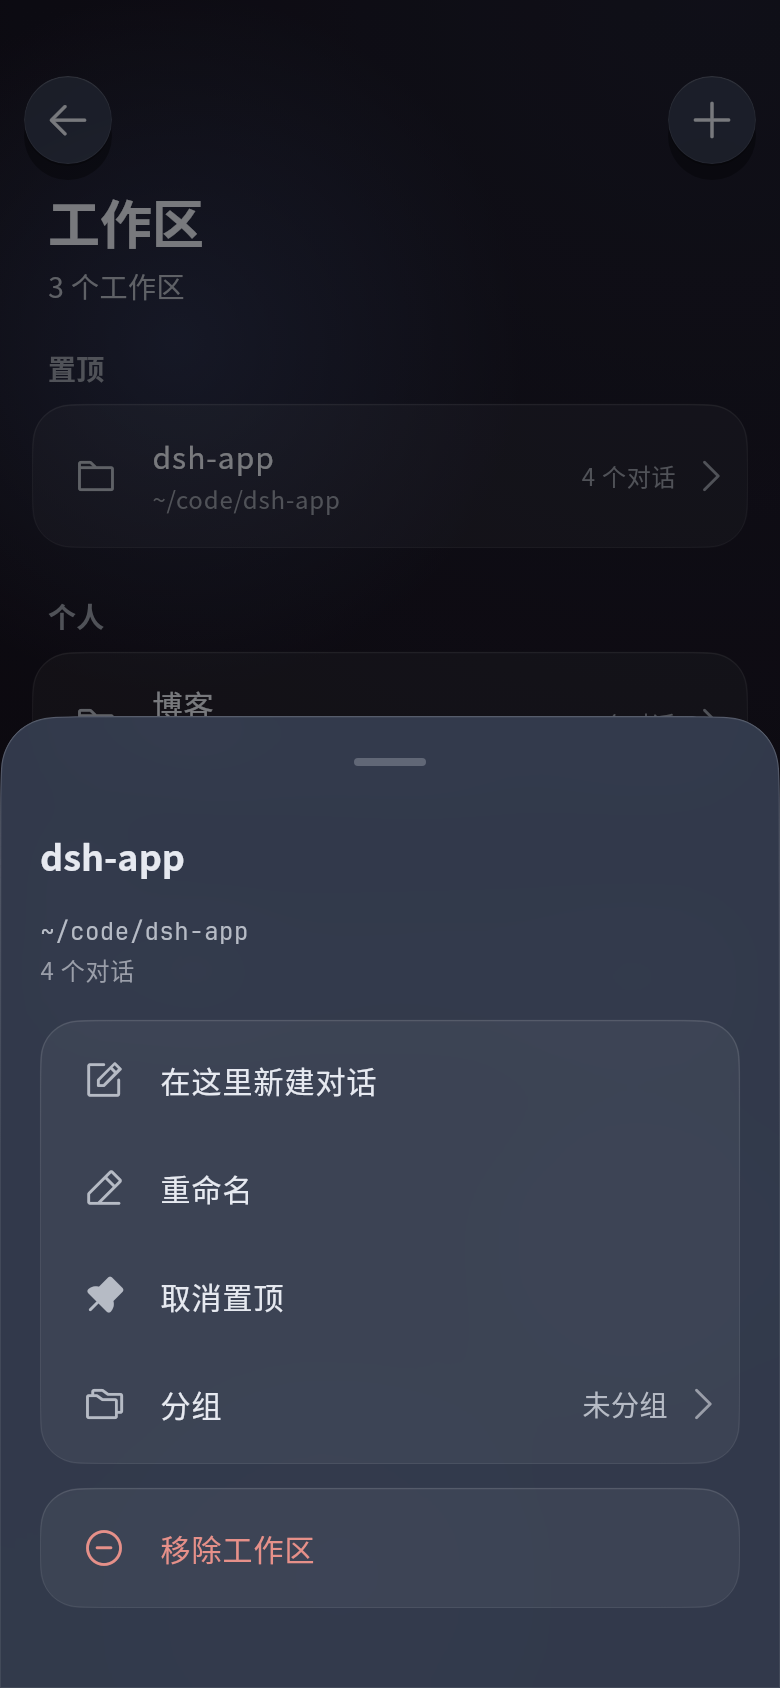 工作区
3 个工作区
置顶
dsh-app
~/code/dsh-app
4 个对话
个人
博客
dsh-app
~/code/dsh-app
4 个对话
在这里新建对话
重命名
取消置顶
分组
未分组
移除工作区